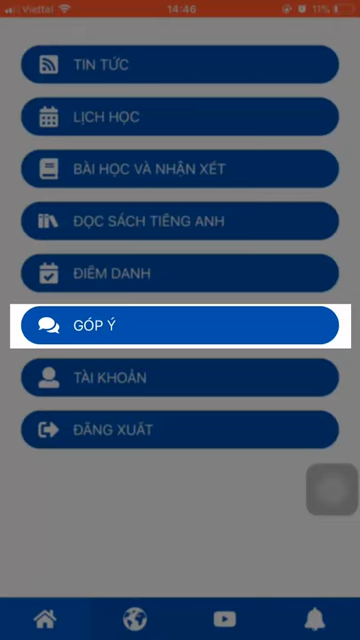 Viettel
14:46
11%
TIN TỨC
LỊCH HỌC
BÀI HỌC VÀ NHẬN XÉT
ĐỌC SÁCH TIẾNG ANH
ĐIỂM DANH
GÓP Ý
TÀI KHOẢN
ĐĂNG XUẤT